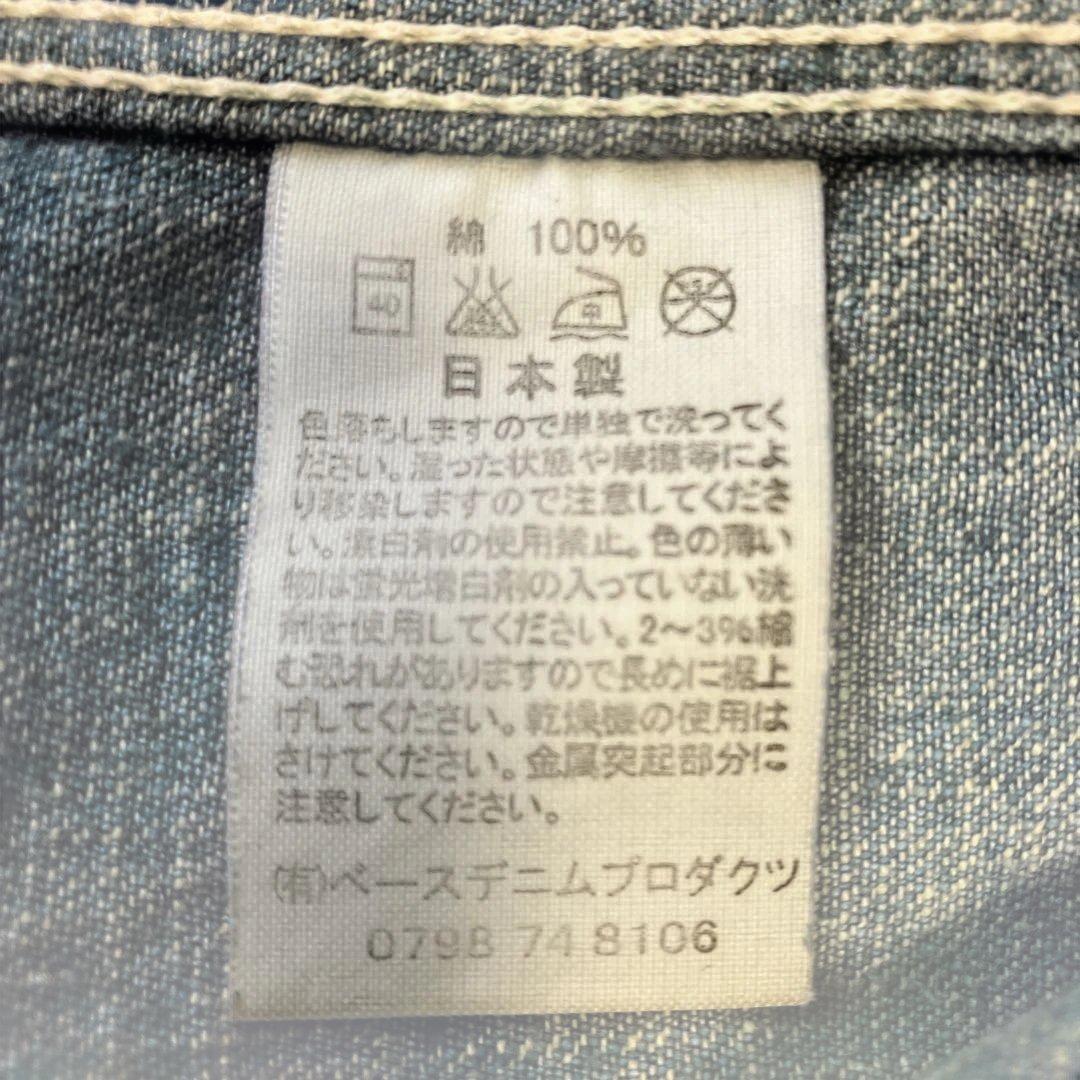 綿 100%
40
中
日本製
色落ちしますので単独で洗ってく
ださい。湿った状態や摩擦等によ
り移染しますので注意してくださ
い。漂白剤の使用禁止。色の薄い
物は蛍光増白剤の入っていない洗
剤を使用してください。2〜3%縮
む恐れがありますので長めに裾上
げしてください。乾燥機の使用は
さけてください。金属突起部分に
注意してください。
(有)ベースデニムプロダクツ
0798 74 8106